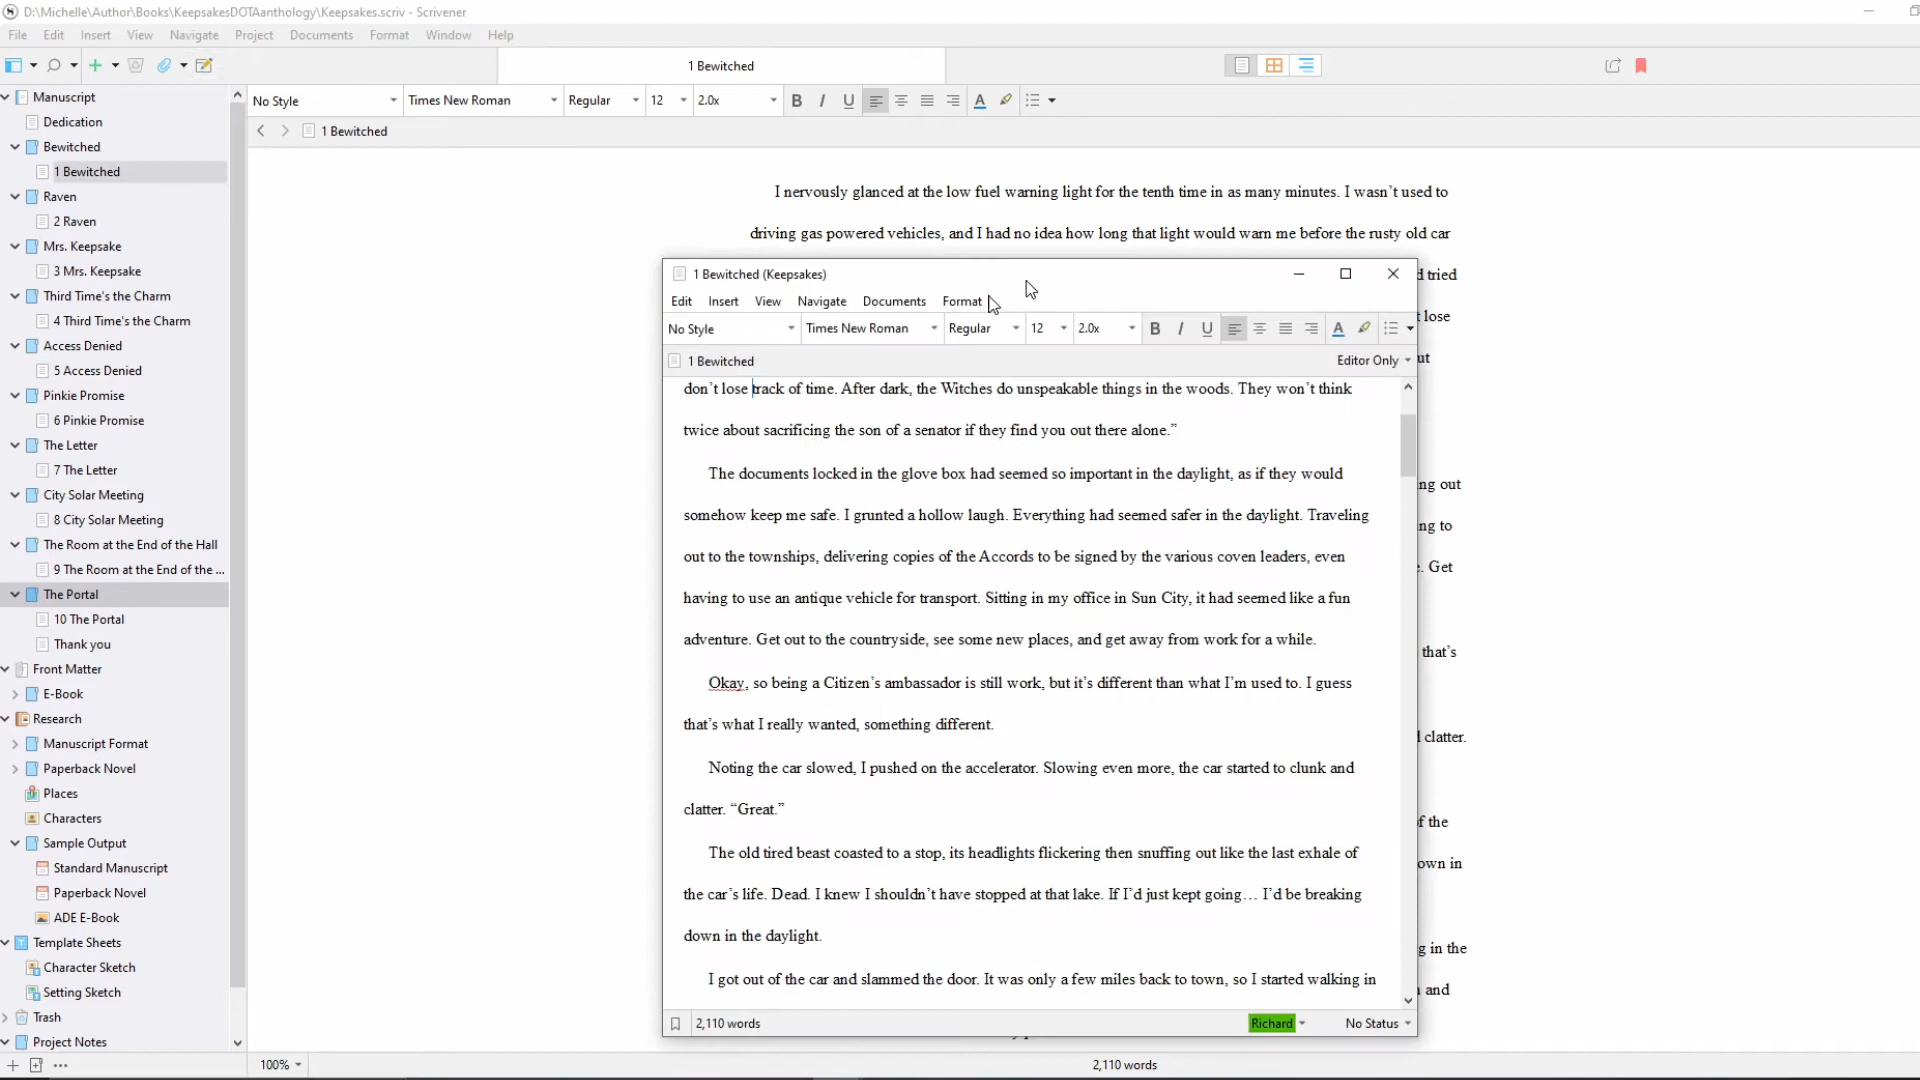 D:\Michelle\Author\Books\KeepsakesDOTAanthology\Keepsakes.scriv - Scrivener
File Edit Insert View Navigate Project Documents Format Window Help
1 Bewitched
No Style Times New Roman Regular 12 2.0x B I U A
1 Bewitched
Manuscript
Dedication
Bewitched
1 Bewitched
Raven
2 Raven
Mrs. Keepsake
3 Mrs. Keepsake
Third Time's the Charm
4 Third Time's the Charm
Access Denied
5 Access Denied
Pinkie Promise
6 Pinkie Promise
The Letter
7 The Letter
City Solar Meeting
8 City Solar Meeting
The Room at the End of the Hall
9 The Room at the End of the ...
The Portal
10 The Portal
Thank you
Front Matter
E-Book
Research
Manuscript Format
Paperback Novel
Places
Characters
Sample Output
Standard Manuscript
Paperback Novel
ADE E-Book
Template Sheets
Character Sketch
Setting Sketch
Trash
Project Notes
I nervously glanced at the low fuel warning light for the tenth time in as many minutes. I wasn’t used to
driving gas powered vehicles, and I had no idea how long that light would warn me before the rusty old car
1 Bewitched (Keepsakes)
Edit Insert View Navigate Documents Format
No Style Times New Roman Regular 12 2.0x B I U A
1 Bewitched Editor Only
don’t lose track of time. After dark, the Witches do unspeakable things in the woods. They won’t think
twice about sacrificing the son of a senator if they find you out there alone.”
The documents locked in the glove box had seemed so important in the daylight, as if they would
somehow keep me safe. I grunted a hollow laugh. Everything had seemed safer in the daylight. Traveling
out to the townships, delivering copies of the Accords to be signed by the various coven leaders, even
having to use an antique vehicle for transport. Sitting in my office in Sun City, it had seemed like a fun
adventure. Get out to the countryside, see some new places, and get away from work for a while.
Okay, so being a Citizen’s ambassador is still work, but it’s different than what I’m used to. I guess
that’s what I really wanted, something different.
Noting the car slowed, I pushed on the accelerator. Slowing even more, the car started to clunk and
clatter. “Great.”
The old tired beast coasted to a stop, its headlights flickering then snuffing out like the last exhale of
the car’s life. Dead. I knew I shouldn’t have stopped at that lake. If I’d just kept going… I’d be breaking
down in the daylight.
I got out of the car and slammed the door. It was only a few miles back to town, so I started walking in
2,110 words Richard No Status
tried
lose
ng out
ng to
Get
that’s
clatter.
f the
own in
g in the
and
100% 2,110 words